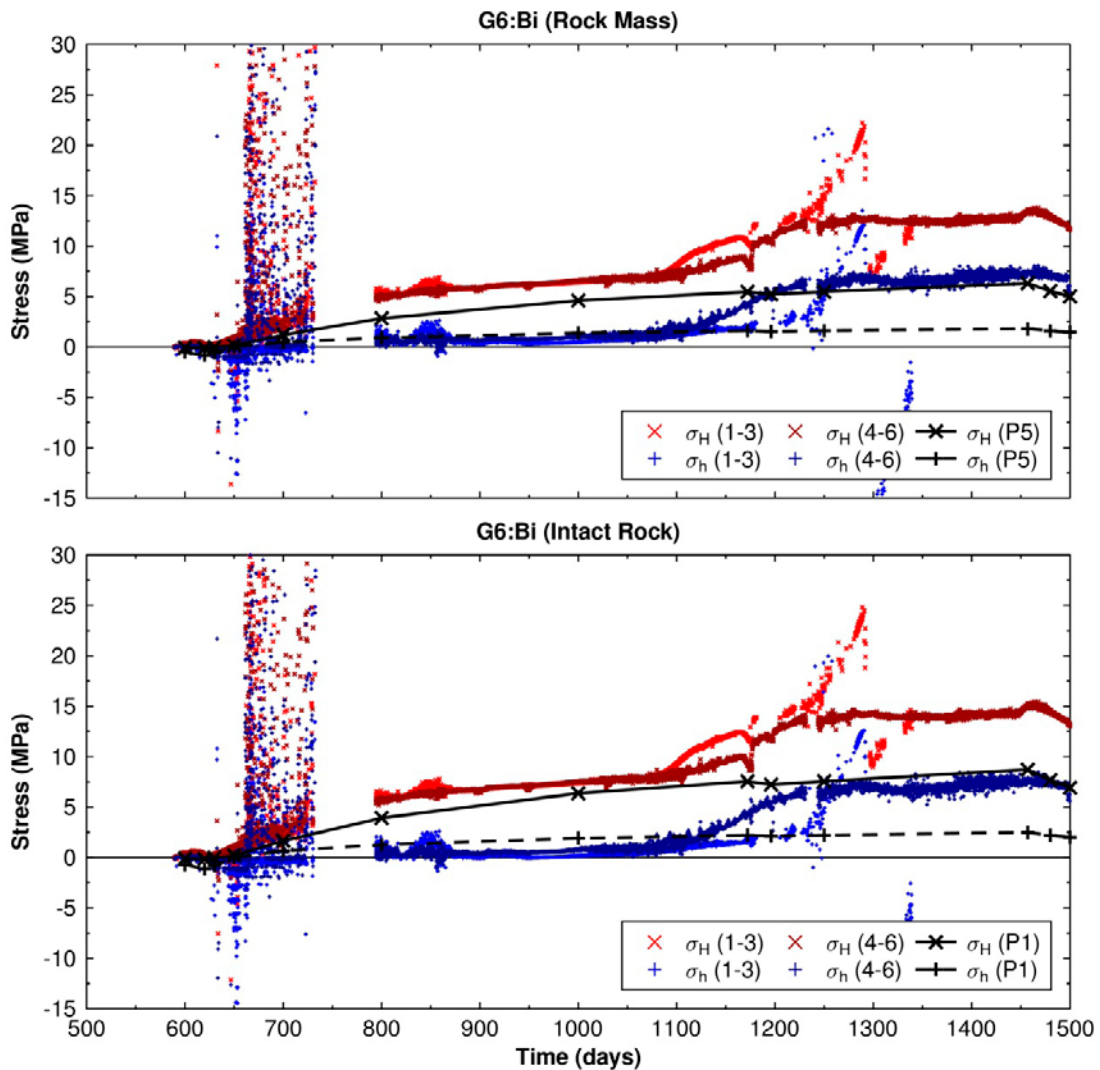 G6:Bi (Rock Mass)
30
25
20
15
10
5
0
-5
-10
-15
Stress (MPa)
σH (1-3) σH (4-6) σH (P5)
σh (1-3) σh (4-6) σh (P5)
G6:Bi (Intact Rock)
30
25
20
15
10
5
0
-5
-10
-15
Stress (MPa)
σH (1-3) σH (4-6) σH (P1)
σh (1-3) σh (4-6) σh (P1)
500 600 700 800 900 1000 1100 1200 1300 1400 1500
Time (days)